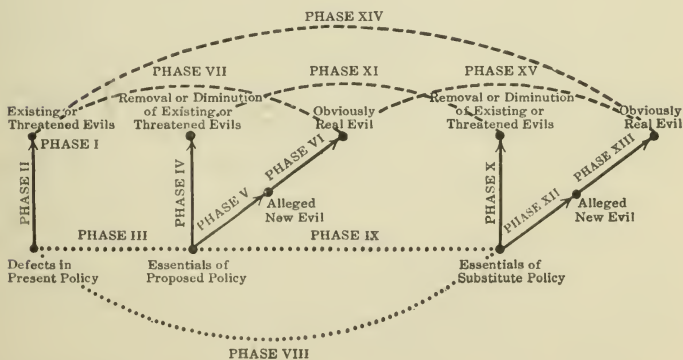 PHASE XIV
PHASE VII
PHASE XI
PHASE XV
Existing or
Threatened Evils
Removal or Diminution
of Existing or
Threatened Evils
Obviously
Real Evil
Removal or Diminution
of Existing or
Threatened Evils
Obviously
Real Evil
PHASE I
PHASE II
PHASE IV
PHASE V
PHASE VI
Alleged
New Evil
PHASE X
PHASE XII
PHASE XIII
Alleged
New Evil
PHASE III
PHASE IX
Defects in
Present Policy
Essentials of
Proposed Policy
Essentials of
Substitute Policy
PHASE VIII